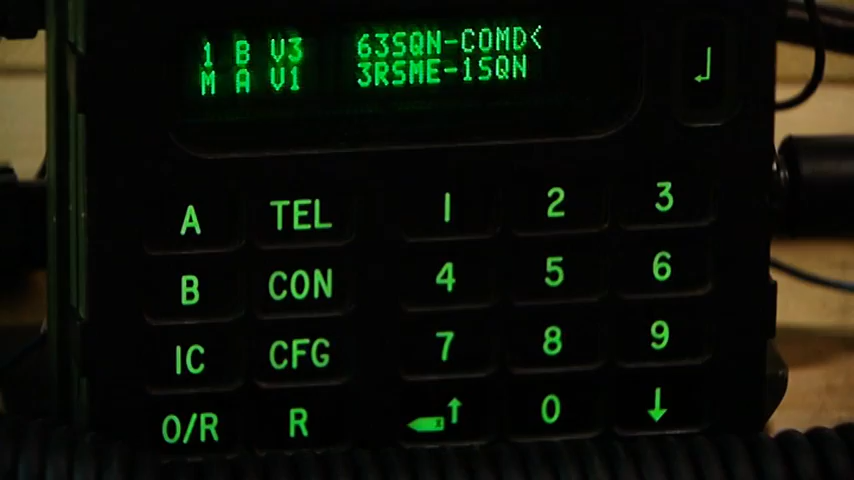 1 B V3 63SQN-COMD<
M A V1 3RSME-1SQN
↲
A TEL 1 2 3
B CON 4 5 6
IC CFG 7 8 9
O/R R ↑ 0 ↓